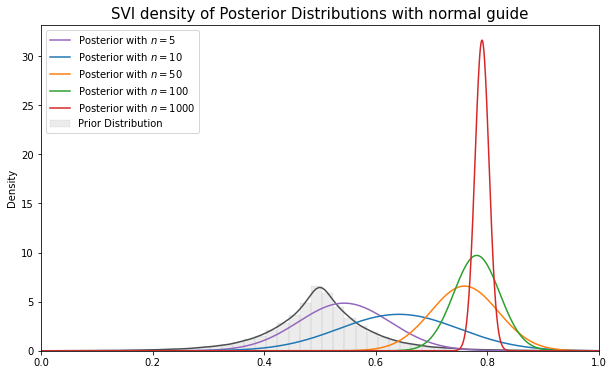 SVI density of Posterior Distributions with normal guide
Posterior with n = 5
Posterior with n = 10
Posterior with n = 50
Posterior with n = 100
Posterior with n = 1000
Prior Distribution
Density
30
25
20
15
10
5
0
0.0 0.2 0.4 0.6 0.8 1.0